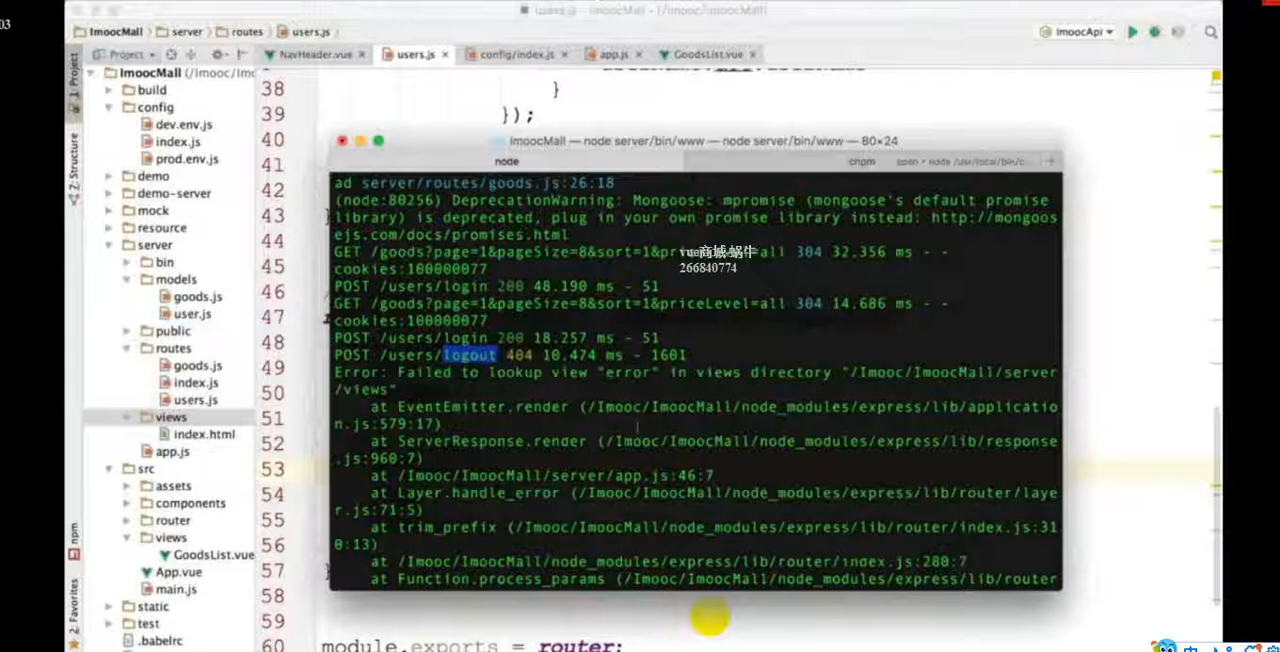 03
users.js - ImoocMall - [/Imooc/ImoocMall]
ImoocMall
server
routes
users.js
ImoocApi
Project
NavHeader.vue
users.js
config/index.js
app.js
GoodsList.vue
1: Project
Z: Structure
npm
2: Favorites
ImoocMall (/Imooc/Imo
build
config
dev.env.js
index.js
prod.env.js
demo
demo-server
mock
resource
server
bin
models
goods.js
user.js
public
routes
goods.js
index.js
users.js
views
index.html
app.js
src
assets
components
router
views
GoodsList.vue
App.vue
main.js
static
test
.babelrc
38 }
39 });
40
41
42
43 }
44
45
46
47
48
49
50
51
52
53
54
55
56
57 }
58
59
60 module.exports = router;
ImoocMall — node server/bin/www — node server/bin/www — 80×24
node
cnpm
open • node /usr/local/bin/c...
ad server/routes/goods.js:26:18
(node:80256) DeprecationWarning: Mongoose: mpromise (mongoose's default promise
library) is deprecated, plug in your own promise library instead: http://mongoos
ejs.com/docs/promises.html
GET /goods?page=1&pageSize=8&sort=1&priceLevel=all 304 32.356 ms - -
cookies:100000077
POST /users/login 200 48.190 ms - 51
GET /goods?page=1&pageSize=8&sort=1&priceLevel=all 304 14.686 ms - -
cookies:100000077
POST /users/login 200 18.257 ms - 51
POST /users/logout 404 10.474 ms - 1601
Error: Failed to lookup view "error" in views directory "/Imooc/ImoocMall/server
/views"
at EventEmitter.render (/Imooc/ImoocMall/node_modules/express/lib/applicatio
n.js:579:17)
at ServerResponse.render (/Imooc/ImoocMall/node_modules/express/lib/response
.js:960:7)
at /Imooc/ImoocMall/server/app.js:46:7
at Layer.handle_error (/Imooc/ImoocMall/node_modules/express/lib/router/laye
r.js:71:5)
at trim_prefix (/Imooc/ImoocMall/node_modules/express/lib/router/index.js:31
0:13)
at /Imooc/ImoocMall/node_modules/express/lib/router/index.js:280:7
at Function.process_params (/Imooc/ImoocMall/node_modules/express/lib/router
vue商城-蜗牛
266840774
中